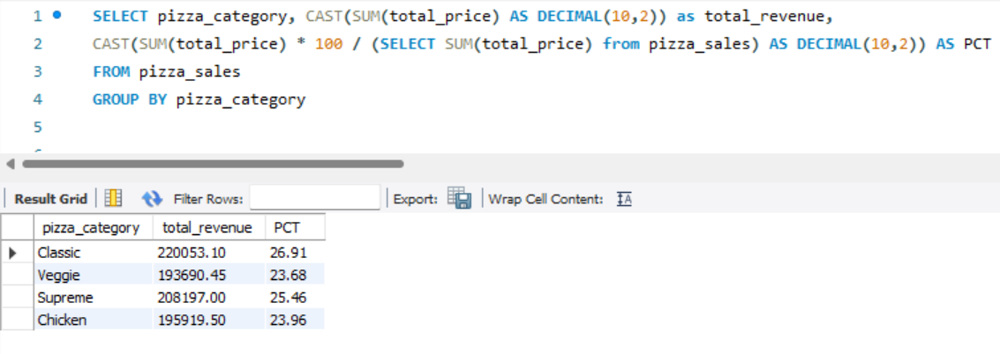 1 SELECT pizza_category, CAST(SUM(total_price) AS DECIMAL(10,2)) as total_revenue,
2 CAST(SUM(total_price) * 100 / (SELECT SUM(total_price) from pizza_sales) AS DECIMAL(10,2)) AS PCT
3 FROM pizza_sales
4 GROUP BY pizza_category
5
Result Grid Filter Rows: Export: Wrap Cell Content:
pizza_category total_revenue PCT
Classic 220053.10 26.91
Veggie 193690.45 23.68
Supreme 208197.00 25.46
Chicken 195919.50 23.96